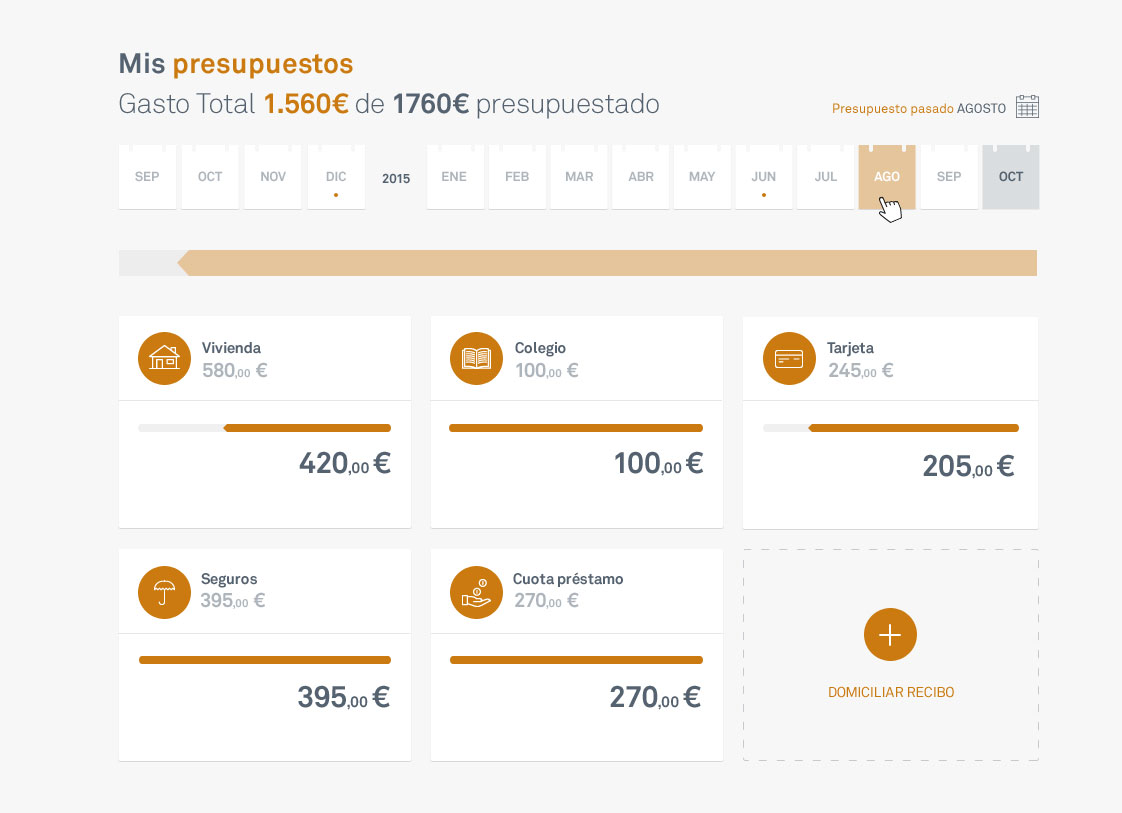 Mis presupuestos
Gasto Total 1.560€ de 1760€ presupuestado
Presupuesto pasado AGOSTO
SEP OCT NOV DIC 2015 ENE FEB MAR ABR MAY JUN JUL AGO SEP OCT
Vivienda
580,00 €
420,00 €
Colegio
100,00 €
100,00 €
Tarjeta
245,00 €
205,00 €
Seguros
395,00 €
395,00 €
Cuota préstamo
270,00 €
270,00 €
DOMICILIAR RECIBO